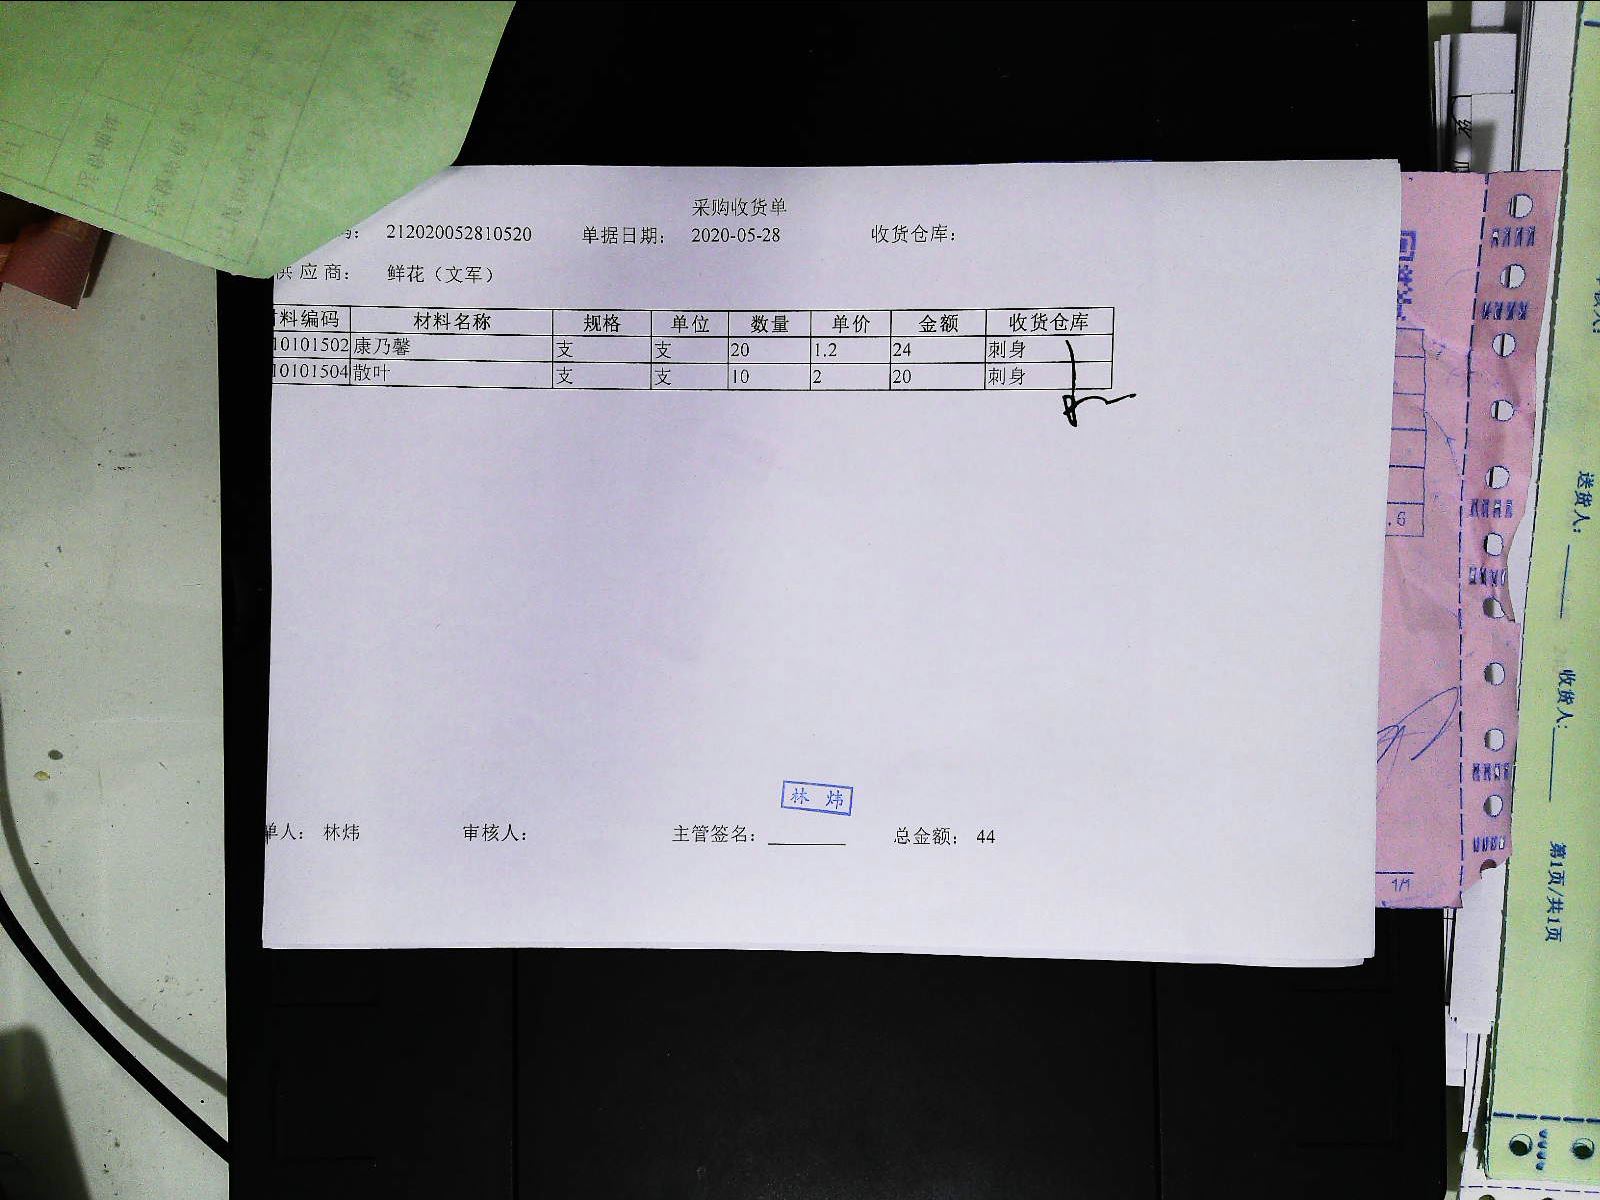 采购收货单
212020052810520 单据日期： 2020-05-28 收货仓库：
供应商： 鲜花（文军）
料编码 材料名称 规格 单位 数量 单价 金额 收货仓库
10101502 康乃馨 支 支 20 1.2 24 刺身
10101504 散叶 支 支 10 2 20 刺身
林炜
单人： 林炜 审核人： 主管签名： 总金额： 44
.6
1/1
送货人：
收货人：
第1页/共1页